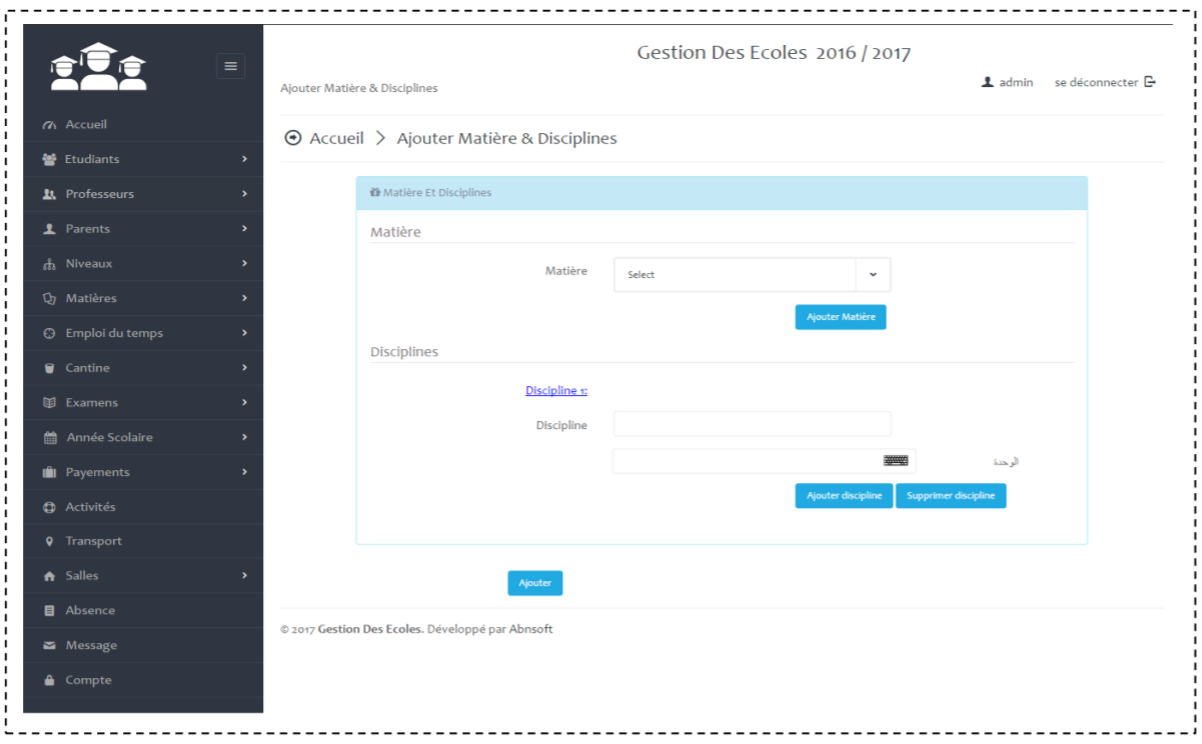 Gestion Des Ecoles 2016 / 2017
Ajouter Matière & Disciplines
admin se déconnecter
Accueil
Etudiants
Professeurs
Parents
Niveaux
Matières
Emploi du temps
Cantine
Examens
Année Scolaire
Payements
Activités
Transport
Salles
Absence
Message
Compte
Accueil > Ajouter Matière & Disciplines
Matière Et Disciplines
Matière
Matière Select
Ajouter Matière
Disciplines
Discipline 1:
Discipline
الوحدة
Ajouter discipline Supprimer discipline
Ajouter
© 2017 Gestion Des Ecoles. Développé par Abnsoft